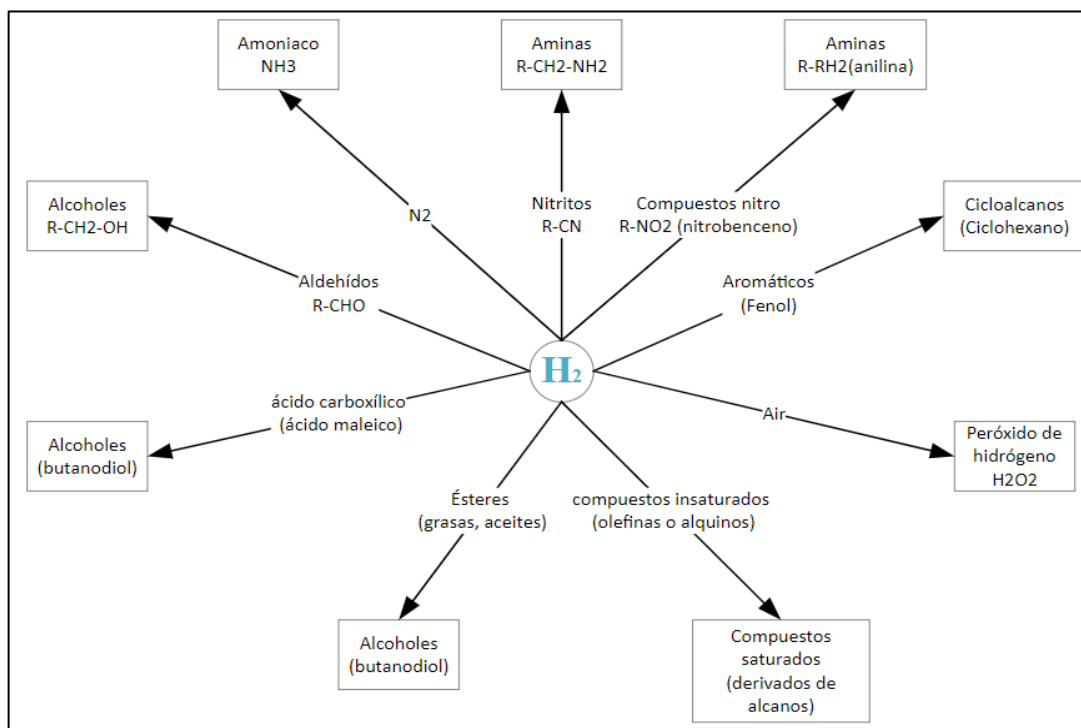 Amoniaco
NH3
Aminas
R-CH2-NH2
Aminas
R-RH2(anilina)
Alcoholes
R-CH2-OH
N2
Nitritos
R-CN
Compuestos nitro
R-NO2 (nitrobenceno)
Cicloalcanos
(Ciclohexano)
Aldehídos
R-CHO
Aromáticos
(Fenol)
H2
ácido carboxílico
(ácido maleico)
Air
Alcoholes
(butanodiol)
Peróxido de
hidrógeno
H2O2
Ésteres
(grasas, aceites)
compuestos insaturados
(olefinas o alquinos)
Alcoholes
(butanodiol)
Compuestos
saturados
(derivados de
alcanos)